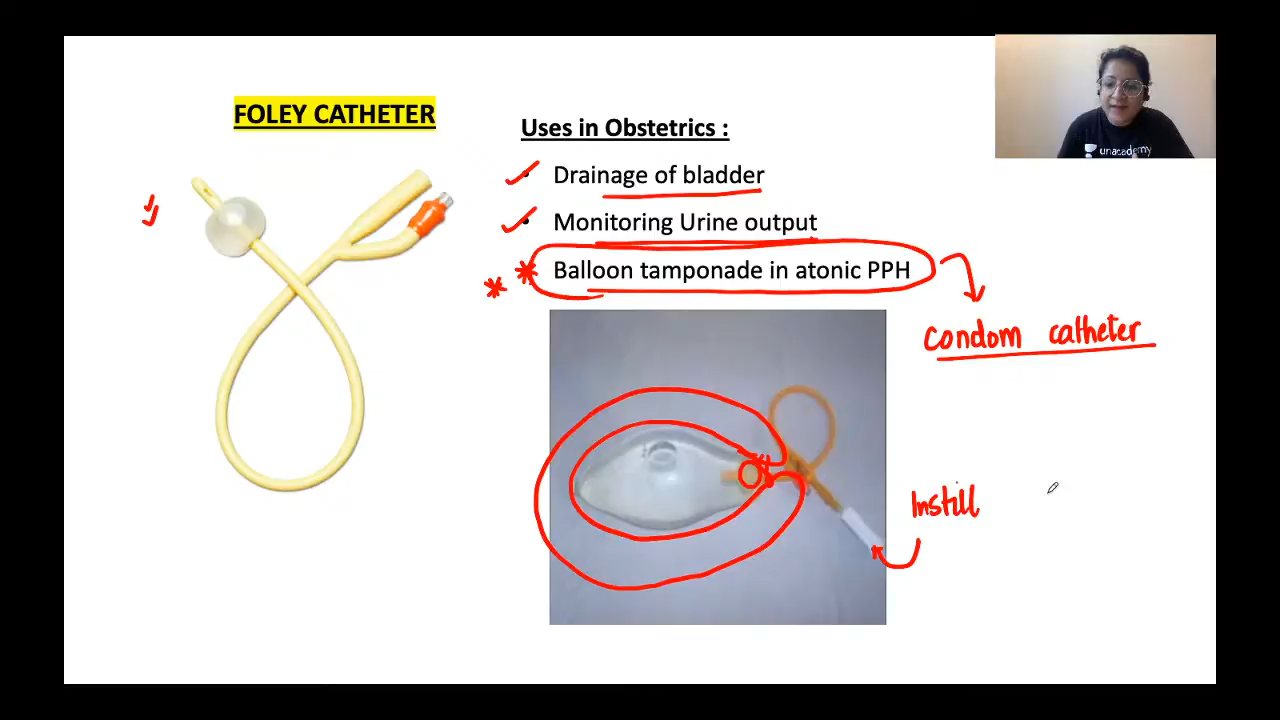 FOLEY CATHETER
Uses in Obstetrics :
Drainage of bladder
Monitoring Urine output
Balloon tamponade in atonic PPH
Condom catheter
Instill
unacademy